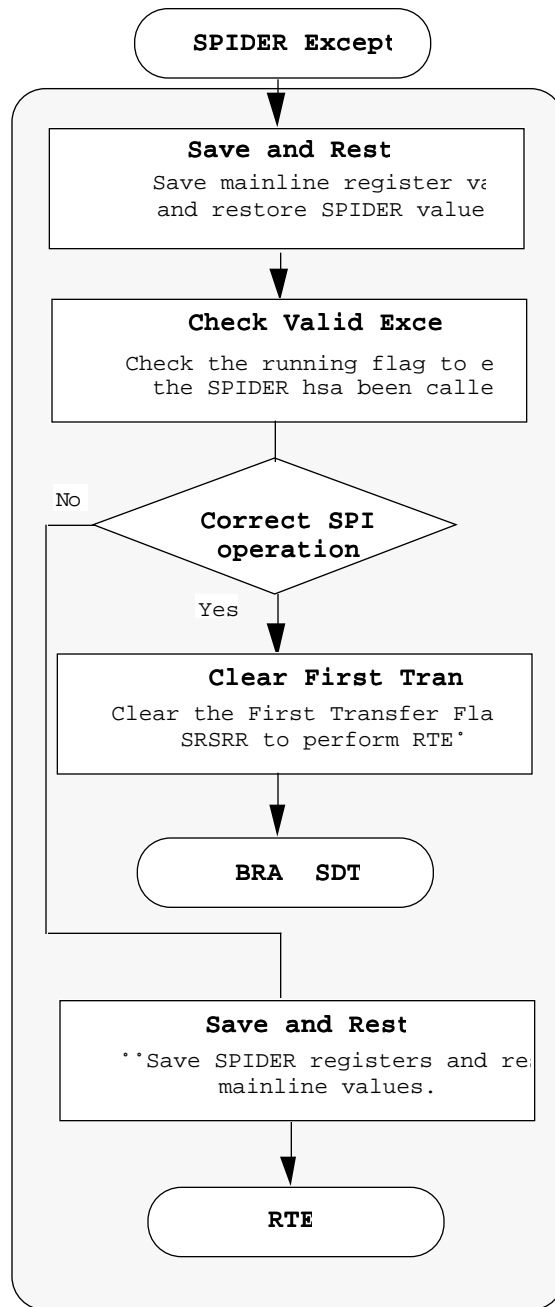 SPIDER Except
Save and Rest
Save mainline register va
and restore SPIDER value
Check Valid Exce
Check the running flag to e
the SPIDER hsa been calle
Correct SPI
operation
No
Yes
Clear First Tran
Clear the First Transfer Fla
SRSRR to perform RTE˚
BRA SDT
Save and Rest
˚˚Save SPIDER registers and res
mainline values.
RTE